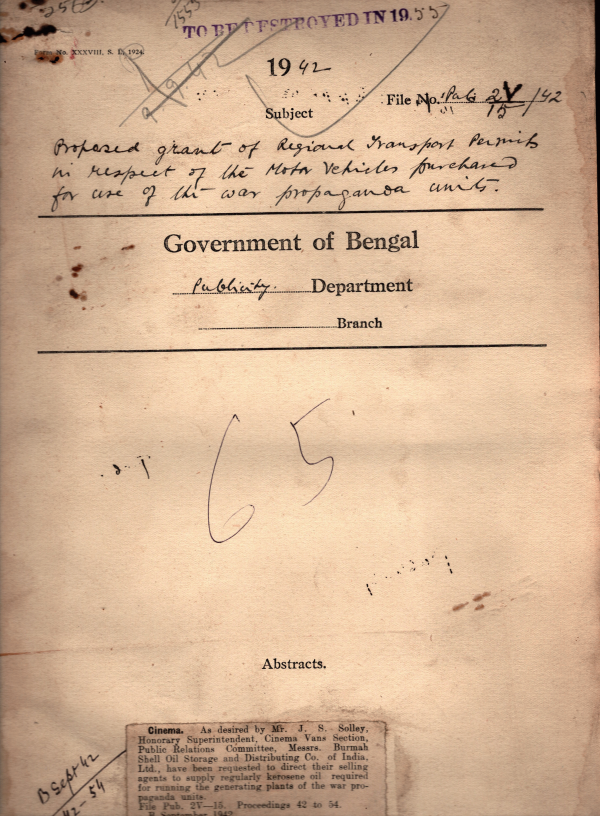 TO BE DESTROYED IN 19.55
Form No. XXXVIII, S. L., 1924.
19 42
File No. Pub 2V/15 /42
Subject
Proposed grant of Regional Transport Permits
in respect of the Motor Vehicles purchased
for use of the war propaganda units.
Government of Bengal
Publicity. Department
Branch
65
Abstracts.
B Sept 42
42-54
Cinema. As desired by Mr. J. S. Solley,
Honorary Superintendent, Cinema Vans Section,
Public Relations Committee, Messrs. Burmah
Shell Oil Storage and Distributing Co. of India,
Ltd., have been requested to direct their selling
agents to supply regularly kerosene oil required
for running the generating plants of the war pro-
paganda units.
File Pub. 2V—15. Proceedings 42 to 54.
B September 1942